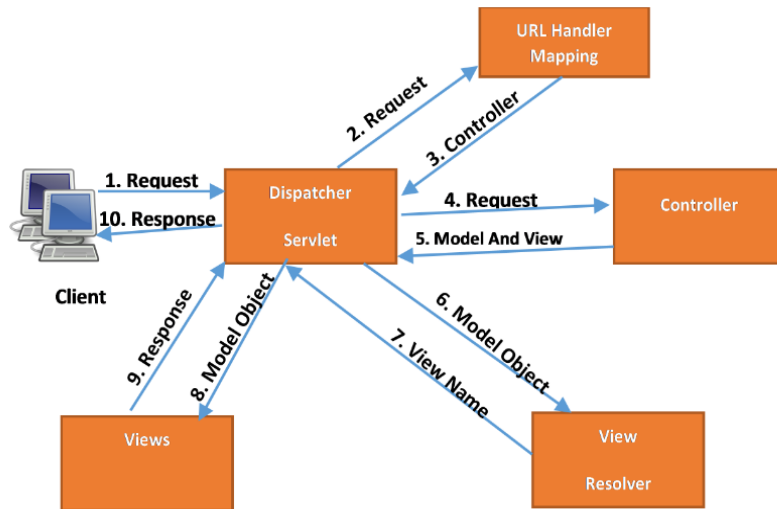 URL Handler
Mapping
2. Request
3. Controller
1. Request
Dispatcher
Servlet
4. Request
Controller
10. Response
5. Model And View
Client
9. Response
8. Model Object
6. Model Object
7. View Name
Views
View
Resolver